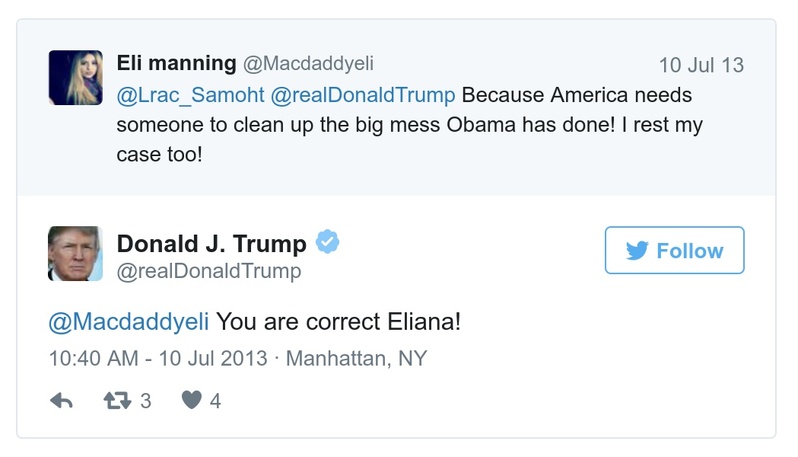 Eli manning @Macdaddyeli 10 Jul 13
@Lrac_Samoht @realDonaldTrump Because America needs
someone to clean up the big mess Obama has done! I rest my
case too!
Donald J. Trump
@realDonaldTrump
Follow
@Macdaddyeli You are correct Eliana!
10:40 AM - 10 Jul 2013 · Manhattan, NY
3 4